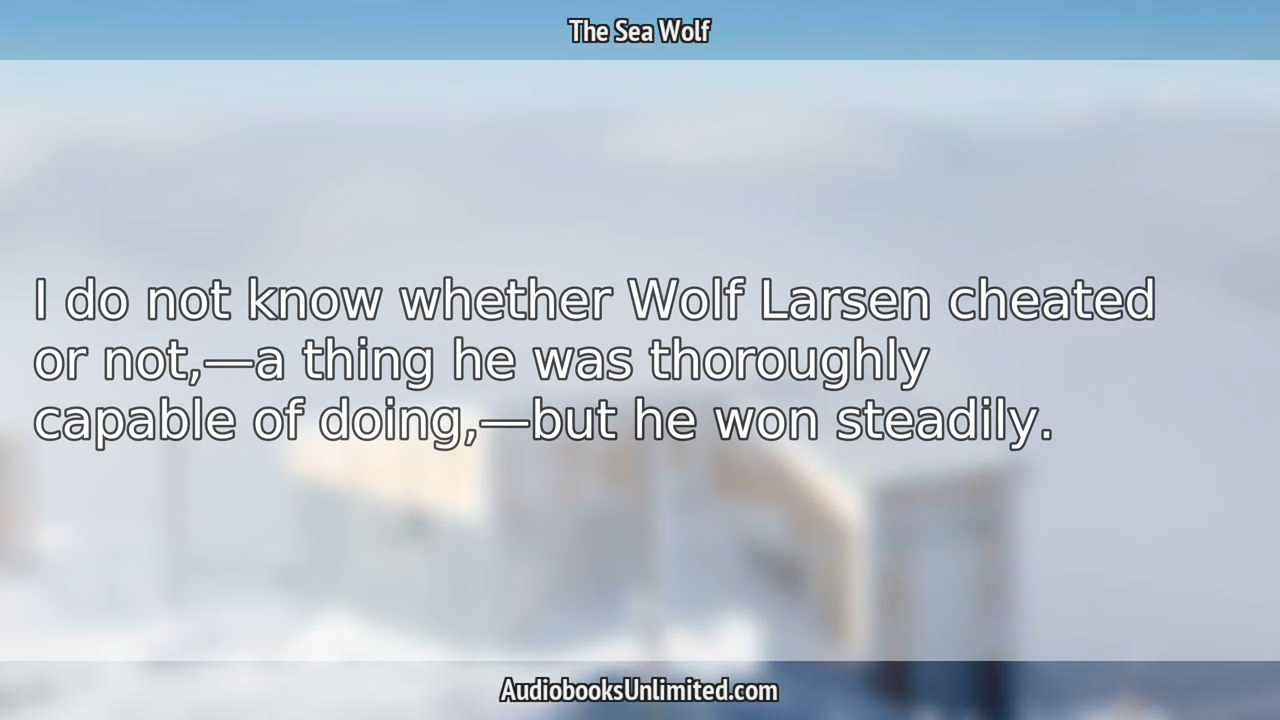 The Sea Wolf
I do not know whether Wolf Larsen cheated
or not,—a thing he was thoroughly
capable of doing,—but he won steadily.
AudiobooksUnlimited.com